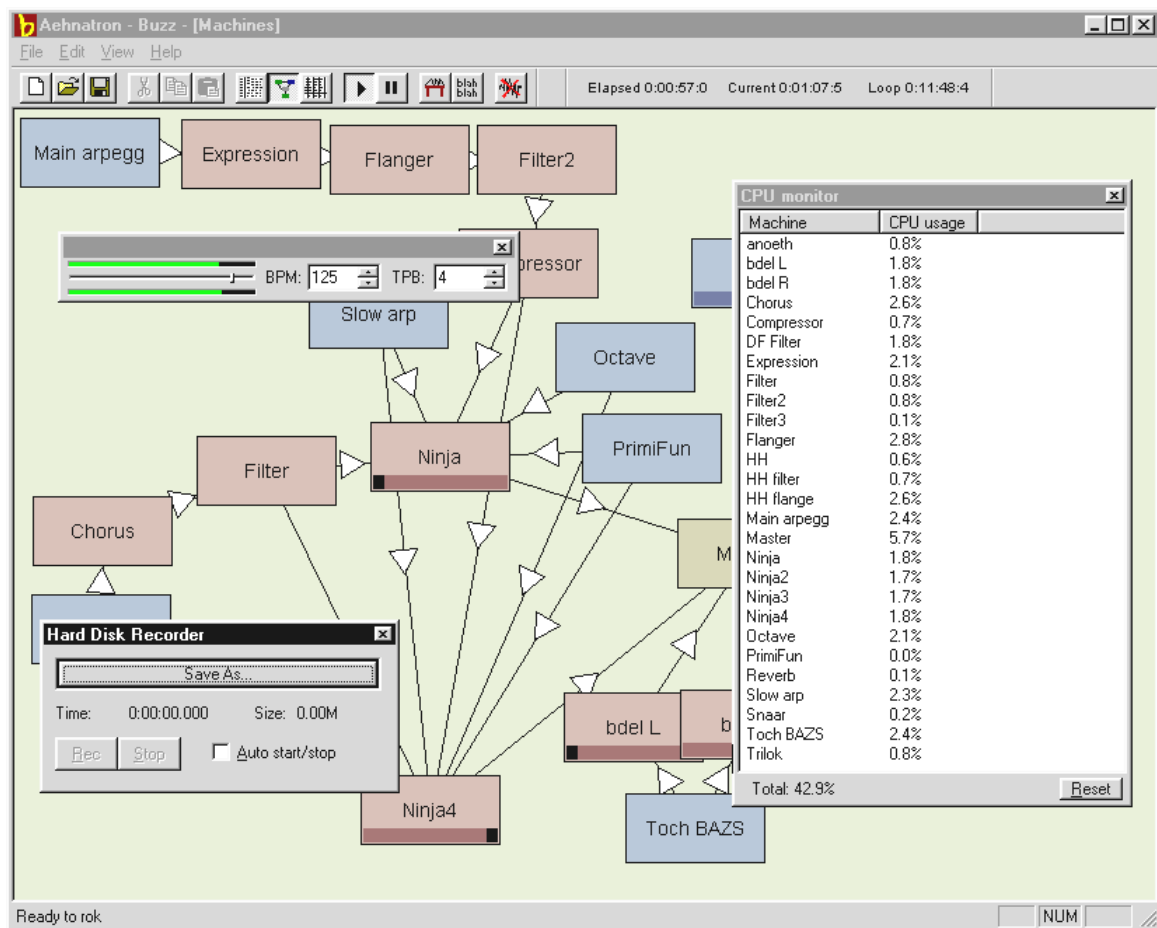 Aehnatron - Buzz - [Machines]
File Edit View Help
blah
blah
Elapsed 0:00:57:0 Current 0:01:07:5 Loop 0:11:48:4
Main arpegg
Expression
Flanger
Filter2
pressor
BPM: 125 TPB: 4
Slow arp
Octave
Ninja
PrimiFun
Filter
Chorus
M
bdel L
b
Ninja4
Toch BAZS
Hard Disk Recorder
Save As...
Time: 0:00:00.000 Size: 0.00M
Rec Stop Auto start/stop
CPU monitor
Machine CPU usage
anoeth 0.8%
bdel L 1.8%
bdel R 1.8%
Chorus 2.6%
Compressor 0.7%
DF Filter 1.8%
Expression 2.1%
Filter 0.8%
Filter2 0.8%
Filter3 0.1%
Flanger 2.8%
HH 0.6%
HH filter 0.7%
HH flange 2.6%
Main arpegg 2.4%
Master 5.7%
Ninja 1.8%
Ninja2 1.7%
Ninja3 1.7%
Ninja4 1.8%
Octave 2.1%
PrimiFun 0.0%
Reverb 0.1%
Slow arp 2.3%
Snaar 0.2%
Toch BAZS 2.4%
Trilok 0.8%
Total: 42.9% Reset
Ready to rok
NUM